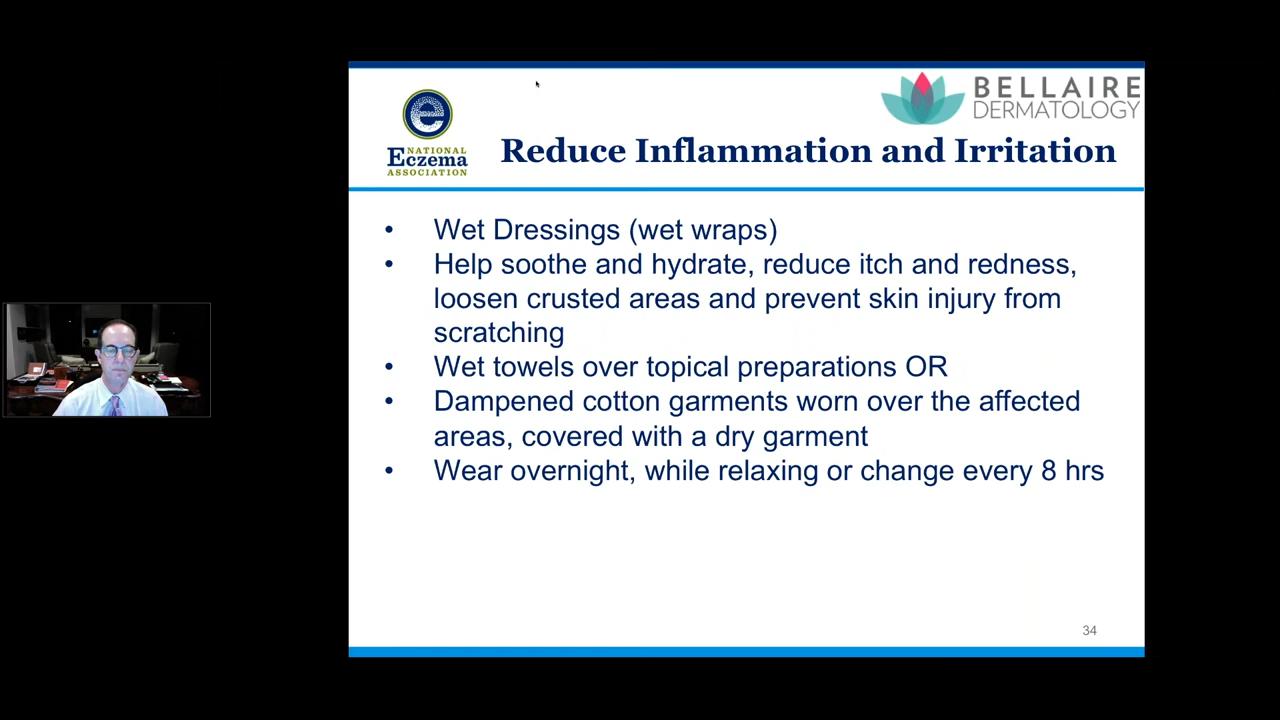 BELLAIRE
DERMATOLOGY
e
NATIONAL
Eczema
ASSOCIATION
Reduce Inflammation and Irritation
• Wet Dressings (wet wraps)
• Help soothe and hydrate, reduce itch and redness,
loosen crusted areas and prevent skin injury from
scratching
• Wet towels over topical preparations OR
• Dampened cotton garments worn over the affected
areas, covered with a dry garment
• Wear overnight, while relaxing or change every 8 hrs
34